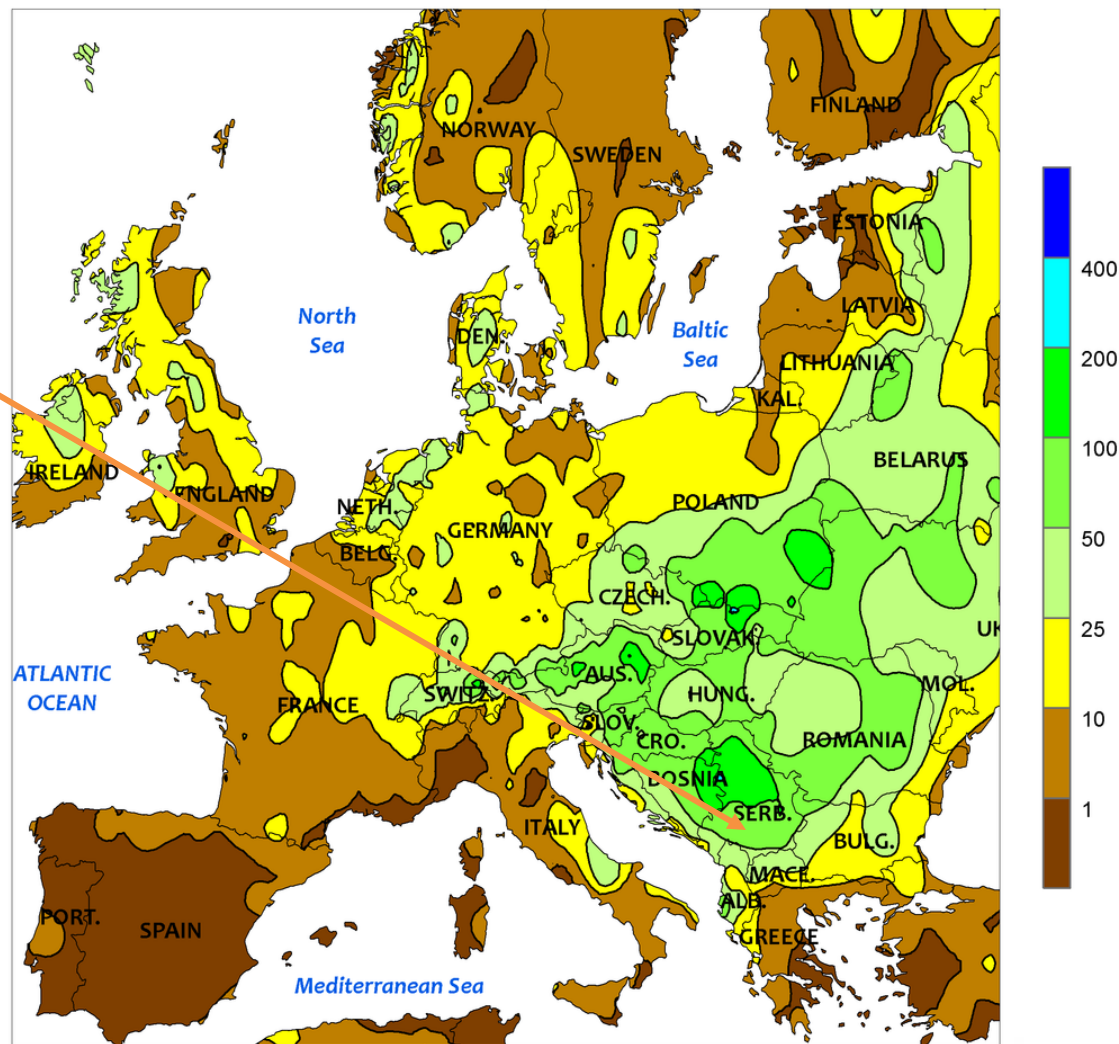 FINLAND
NORWAY
SWEDEN
ESTONIA
LATVIA
North
Sea
DEN.
Baltic
Sea
LITHUANIA
KAL.
IRELAND
ENGLAND
NETH.
BELG.
GERMANY
POLAND
BELARUS
CZECH.
SLOVAK.
UK
ATLANTIC
OCEAN
FRANCE
SWITZ.
AUS.
HUNG.
MOL.
SLOV.
CRO.
ROMANIA
BOSNIA
SERB.
ITALY
BULG.
MACE.
ALB.
GREECE
PORT.
SPAIN
Mediterranean Sea
400
200
100
50
25
10
1